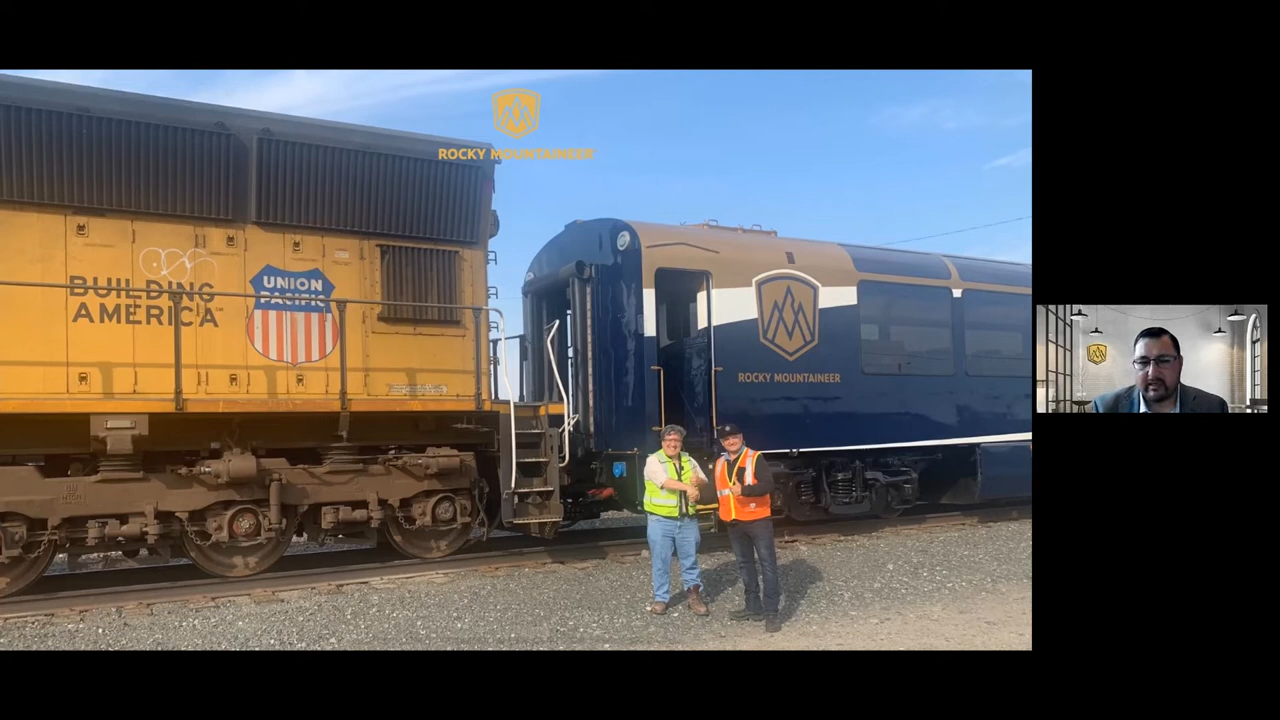 ROCKY MOUNTAINEER
BUILDING
AMERICA
UNION
PACIFIC
ROCKY MOUNTAINEER